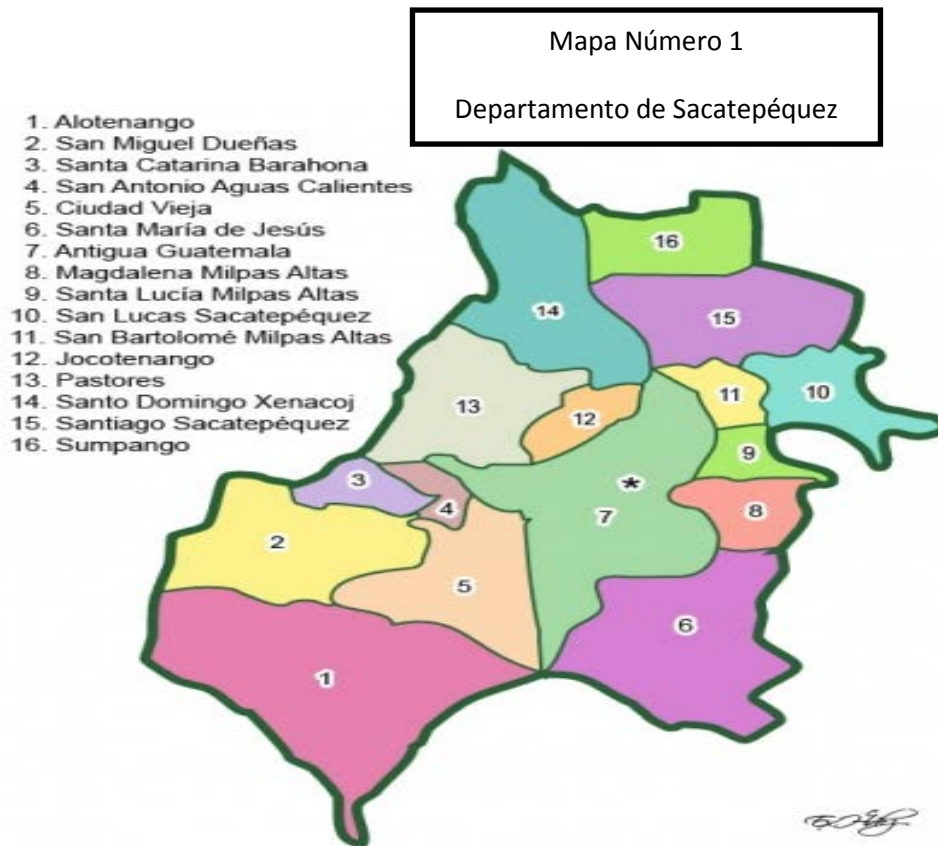 Mapa Número 1
Departamento de Sacatepéquez
1. Alotenango
2. San Miguel Dueñas
3. Santa Catarina Barahona
4. San Antonio Aguas Calientes
5. Ciudad Vieja
6. Santa María de Jesús
7. Antigua Guatemala
8. Magdalena Milpas Altas
9. Santa Lucía Milpas Altas
10. San Lucas Sacatepéquez
11. San Bartolomé Milpas Altas
12. Jocotenango
13. Pastores
14. Santo Domingo Xenacoj
15. Santiago Sacatepéquez
16. Sumpango
16
14
15
13
12
11
10
9
3
4
*
8
2
7
5
6
1